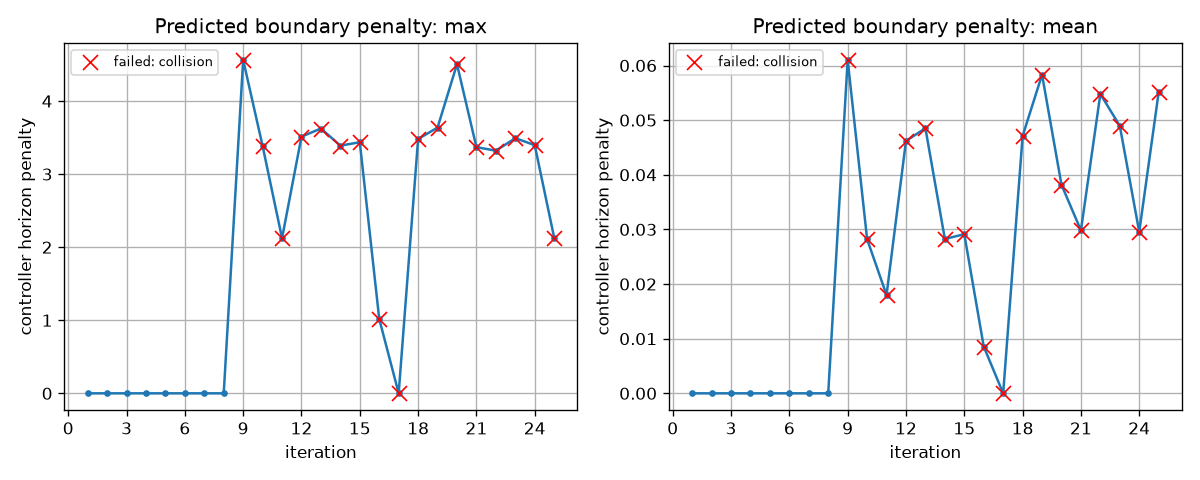 Predicted boundary penalty: max
failed: collision
controller horizon penalty
4
3
2
1
0
0 3 6 9 12 15 18 21 24
iteration
Predicted boundary penalty: mean
failed: collision
controller horizon penalty
0.06
0.05
0.04
0.03
0.02
0.01
0.00
0 3 6 9 12 15 18 21 24
iteration